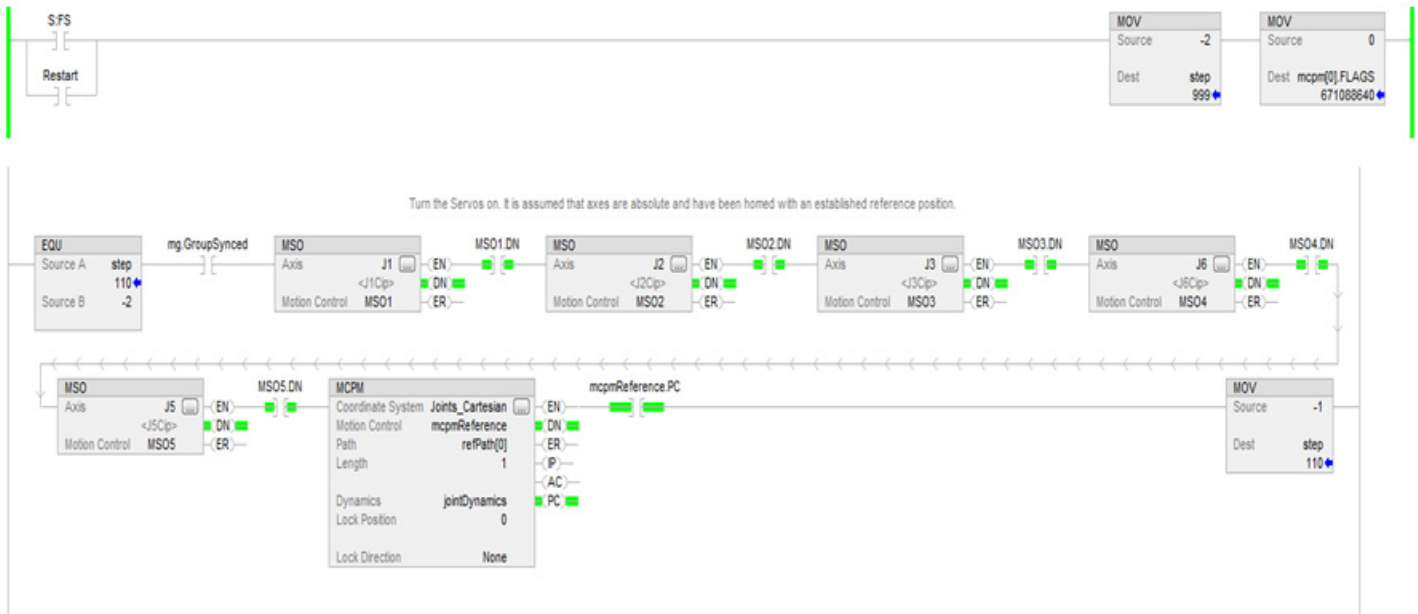 S:FS
Restart
MOV
Source -2
Dest step
999
MOV
Source 0
Dest mcpm[0].FLAGS
671088640
Turn the Servos on. It is assumed that axes are absolute and have been homed with an established reference position.
EQU
Source A step
110
Source B -2
mg.GroupSynced
MSO
Axis J1 ...
<J1Cip>
Motion Control MSO1
EN
DN
ER
MSO1.DN
MSO
Axis J2 ...
<J2Cip>
Motion Control MSO2
EN
DN
ER
MSO2.DN
MSO
Axis J3 ...
<J3Cip>
Motion Control MSO3
EN
DN
ER
MSO3.DN
MSO
Axis J6 ...
<J6Cip>
Motion Control MSO4
EN
DN
ER
MSO4.DN
MSO
Axis J5 ...
<J5Cip>
Motion Control MSO5
EN
DN
ER
MSO5.DN
MCPM
Coordinate System Joints_Cartesian ...
Motion Control mcpmReference
Path refPath[0]
Length 1
Dynamics jointDynamics
Lock Position 0
Lock Direction None
EN
DN
ER
IP
AC
PC
mcpmReference.PC
MOV
Source -1
Dest step
110